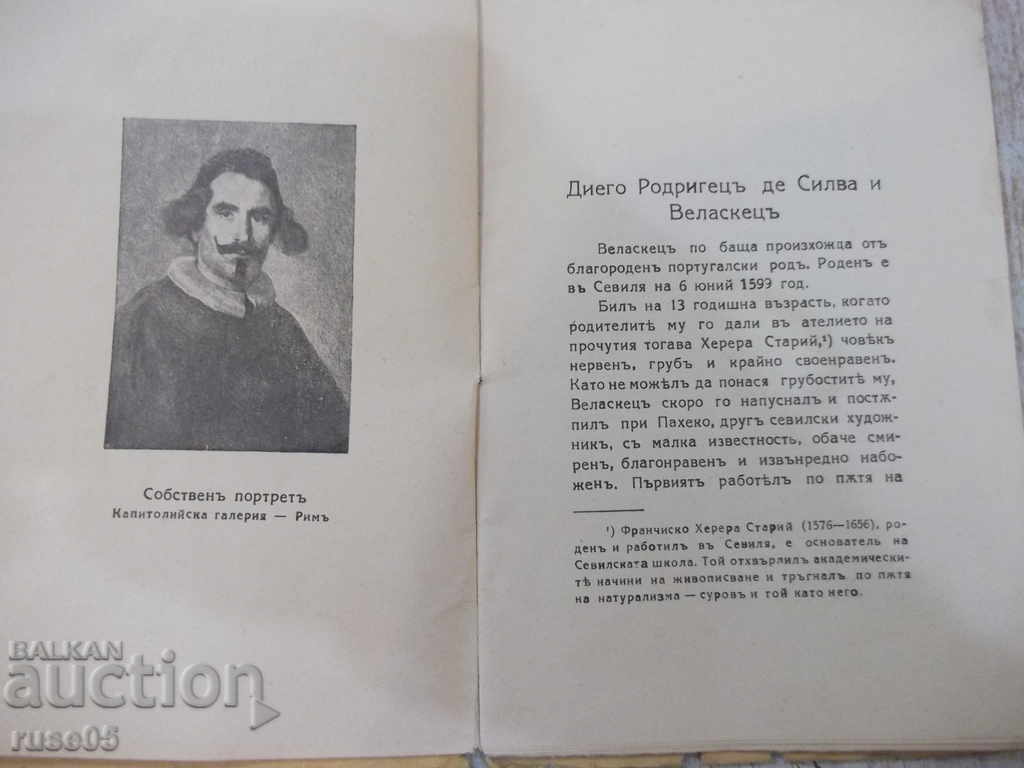 Собственъ портретъ
Капитолийска галерия — Римъ
Диего Родригецъ де Силва и
Веласкецъ
Веласкецъ по баща произхожда отъ
благороденъ португалски родъ. Роденъ е
въ Севиля на 6 юний 1599 год.
Билъ на 13 годишна възрасть, когато
родителитѣ му го дали въ ателието на
прочутия тогава Херера Старий,¹) човѣкъ
нервенъ, грубъ и крайно своенравенъ.
Като не можѣлъ да понася грубоститѣ му,
Веласкецъ скоро го напусналъ и постѫ-
пилъ при Пахеко, другъ севилски худож-
никъ, съ малка известность, обаче сми-
ренъ, благонравенъ и извънредно набо-
женъ. Първиятъ работѣлъ по пѫтя на
¹) Франчиско Херера Старий (1576—1656), ро-
денъ и работилъ въ Севиля, е основатель на
Севилската школа. Той отхвърлилъ академически-
тѣ начини на живописване и тръгналъ по пѫтя
на натурализма — суровъ и той като него.
BALKAN
auction
ruse05